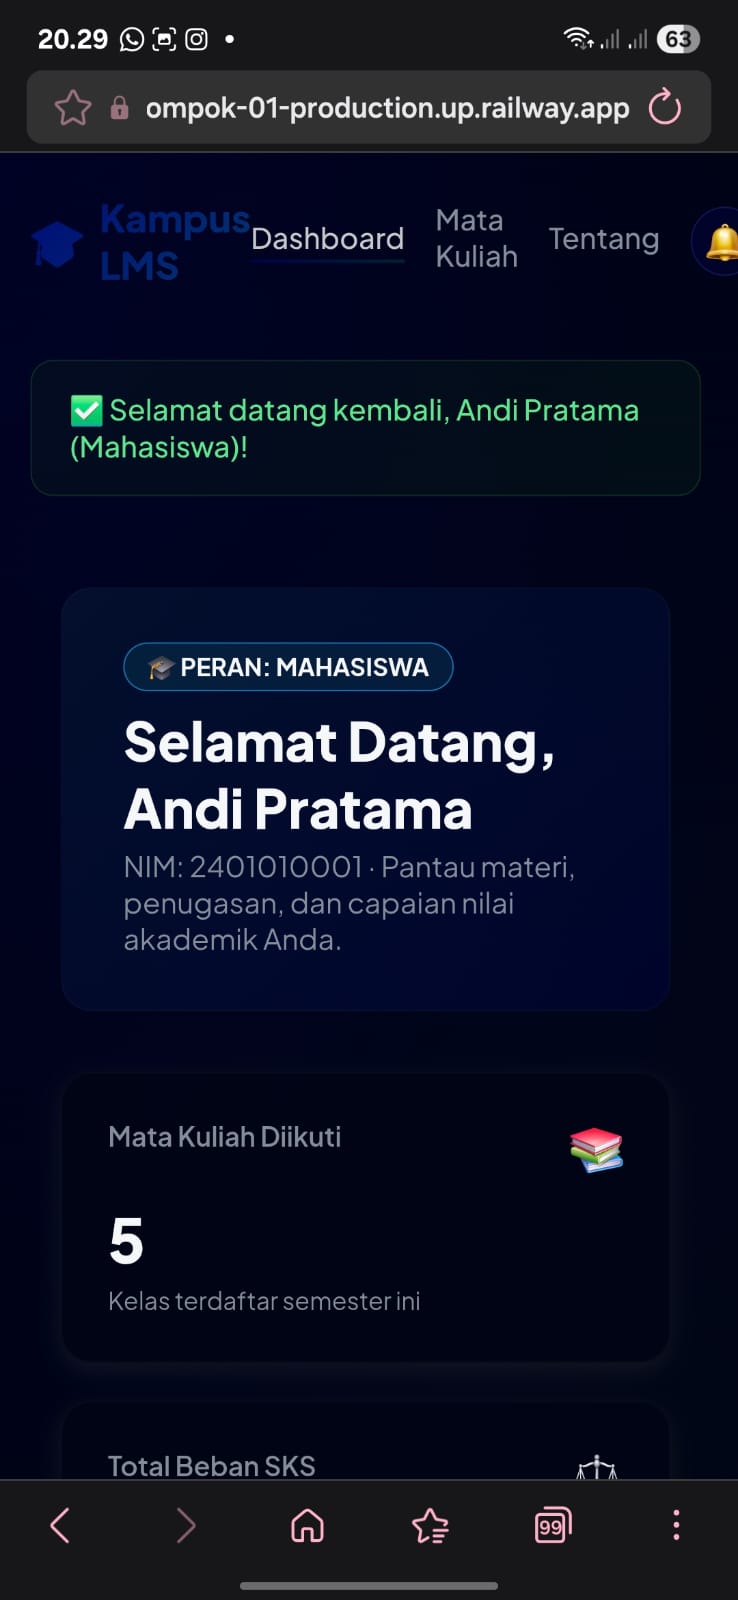 20.29
63
ompok-01-production.up.railway.app
Kampus
LMS
Dashboard
Mata
Kuliah
Tentang
✅ Selamat datang kembali, Andi Pratama
(Mahasiswa)!
🎓 PERAN: MAHASISWA
Selamat Datang,
Andi Pratama
NIM: 2401010001 · Pantau materi,
penugasan, dan capaian nilai
akademik Anda.
Mata Kuliah Diikuti
5
Kelas terdaftar semester ini
Total Beban SKS
99